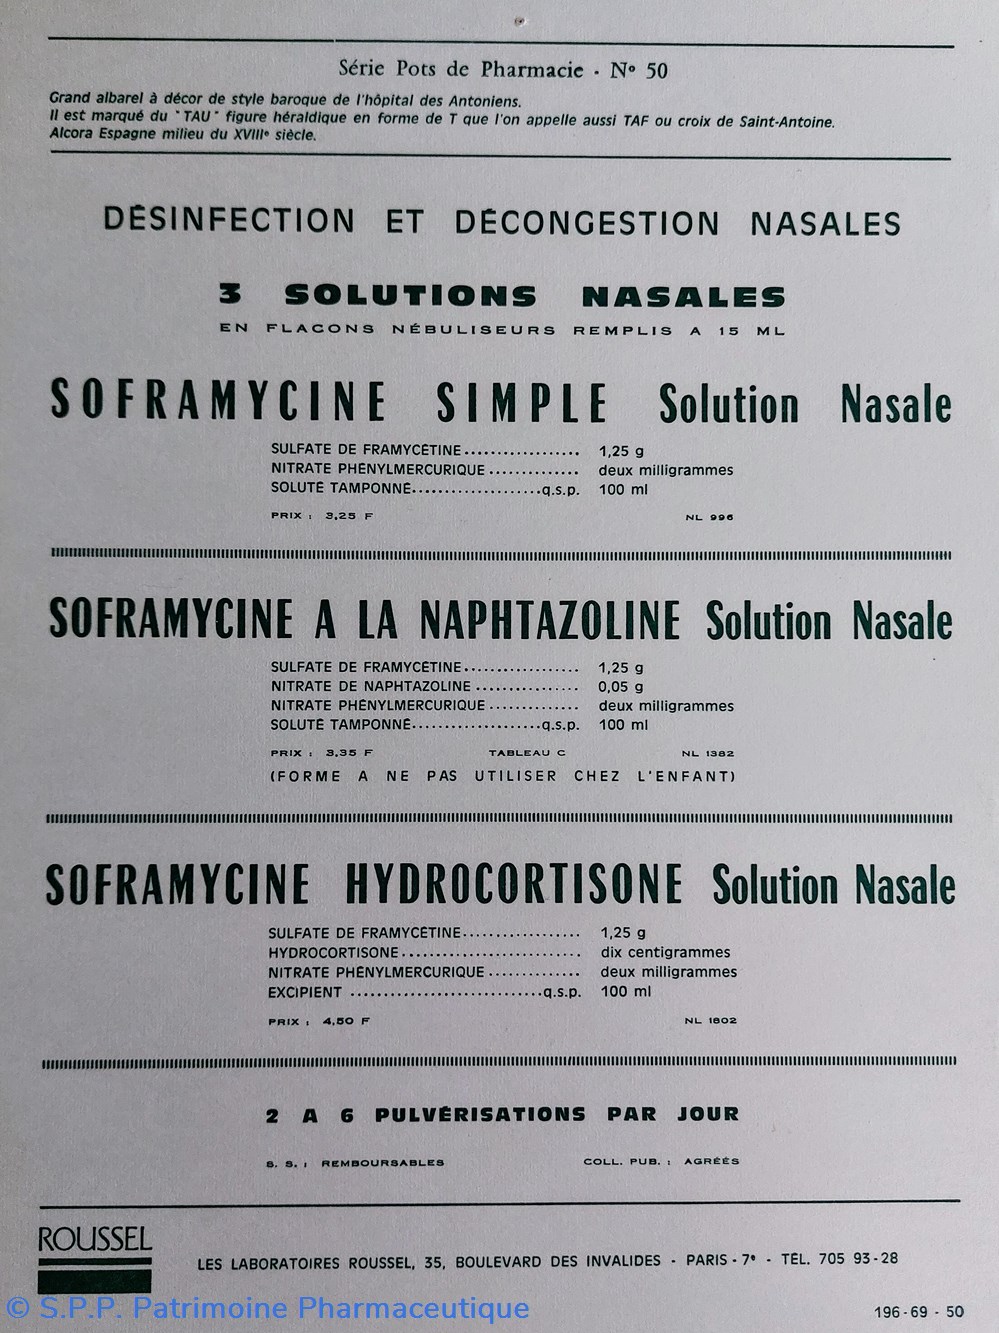 Série Pots de Pharmacie - Nº 50
Grand albarel à décor de style baroque de l'hôpital des Antoniens.
Il est marqué du "TAU" figure héraldique en forme de T que l'on appelle aussi TAF ou croix de Saint-Antoine.
Alcora Espagne milieu du XVIIIe siècle.
DÉSINFECTION ET DÉCONGESTION NASALES
3 SOLUTIONS NASALES
EN FLACONS NÉBULISEURS REMPLIS A 15 ML
SOFRAMYCINE SIMPLE Solution Nasale
SULFATE DE FRAMYCÉTINE.................. 1,25 g
NITRATE PHÉNYLMERCURIQUE.............. deux milligrammes
SOLUTÉ TAMPONNÉ....................q.s.p. 100 ml
PRIX : 3,25 F NL 996
SOFRAMYCINE A LA NAPHTAZOLINE Solution Nasale
SULFATE DE FRAMYCÉTINE.................. 1,25 g
NITRATE DE NAPHTAZOLINE ................ 0,05 g
NITRATE PHÉNYLMERCURIQUE.............. deux milligrammes
SOLUTÉ TAMPONNÉ....................q.s.p. 100 ml
PRIX : 3,35 F TABLEAU C NL 1382
(FORME A NE PAS UTILISER CHEZ L'ENFANT)
SOFRAMYCINE HYDROCORTISONE Solution Nasale
SULFATE DE FRAMYCÉTINE.................. 1,25 g
HYDROCORTISONE............................ dix centigrammes
NITRATE PHÉNYLMERCURIQUE.............. deux milligrammes
EXCIPIENT ..............................q.s.p. 100 ml
PRIX : 4,50 F NL 1602
2 A 6 PULVÉRISATIONS PAR JOUR
S. S. : REMBOURSABLES COLL. PUB. : AGRÉÉS
ROUSSEL
LES LABORATOIRES ROUSSEL, 35, BOULEVARD DES INVALIDES - PARIS - 7e - TÉL. 705 93-28
© S.P.P. Patrimoine Pharmaceutique
196-69 - 50